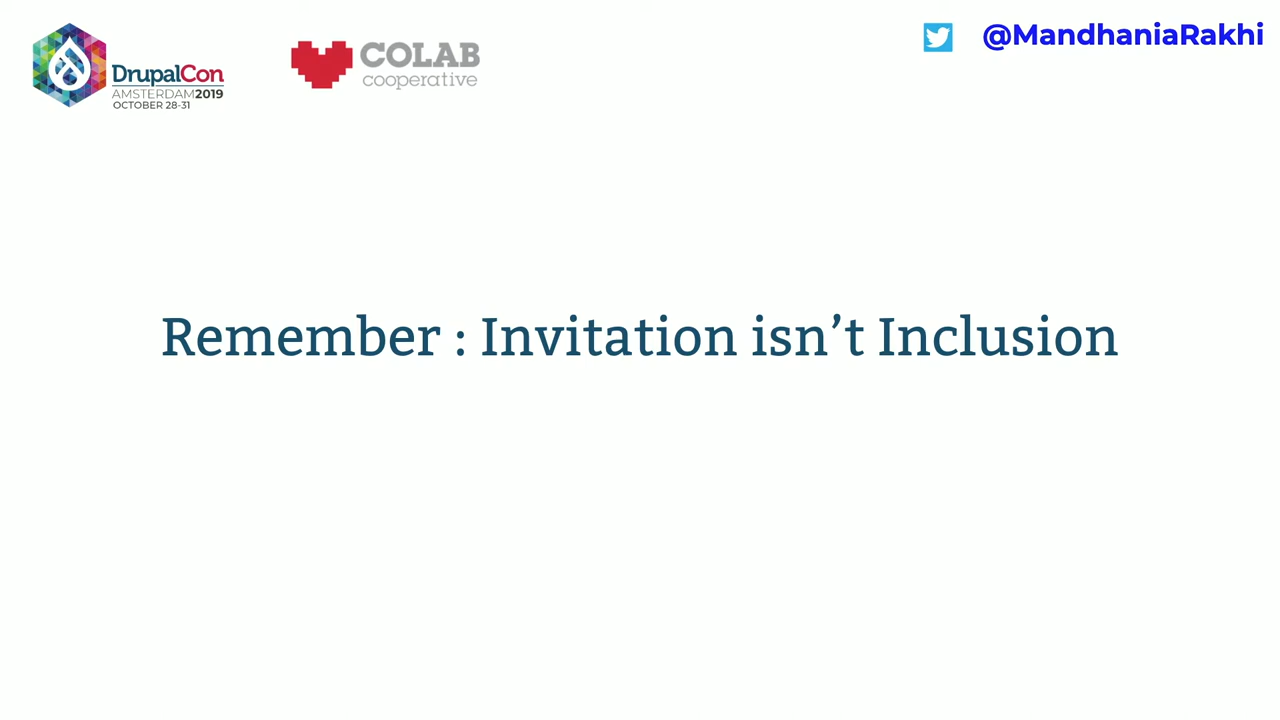 DrupalCon
AMSTERDAM2019
OCTOBER 28-31
COLAB
cooperative
@MandhaniaRakhi
Remember : Invitation isn’t Inclusion